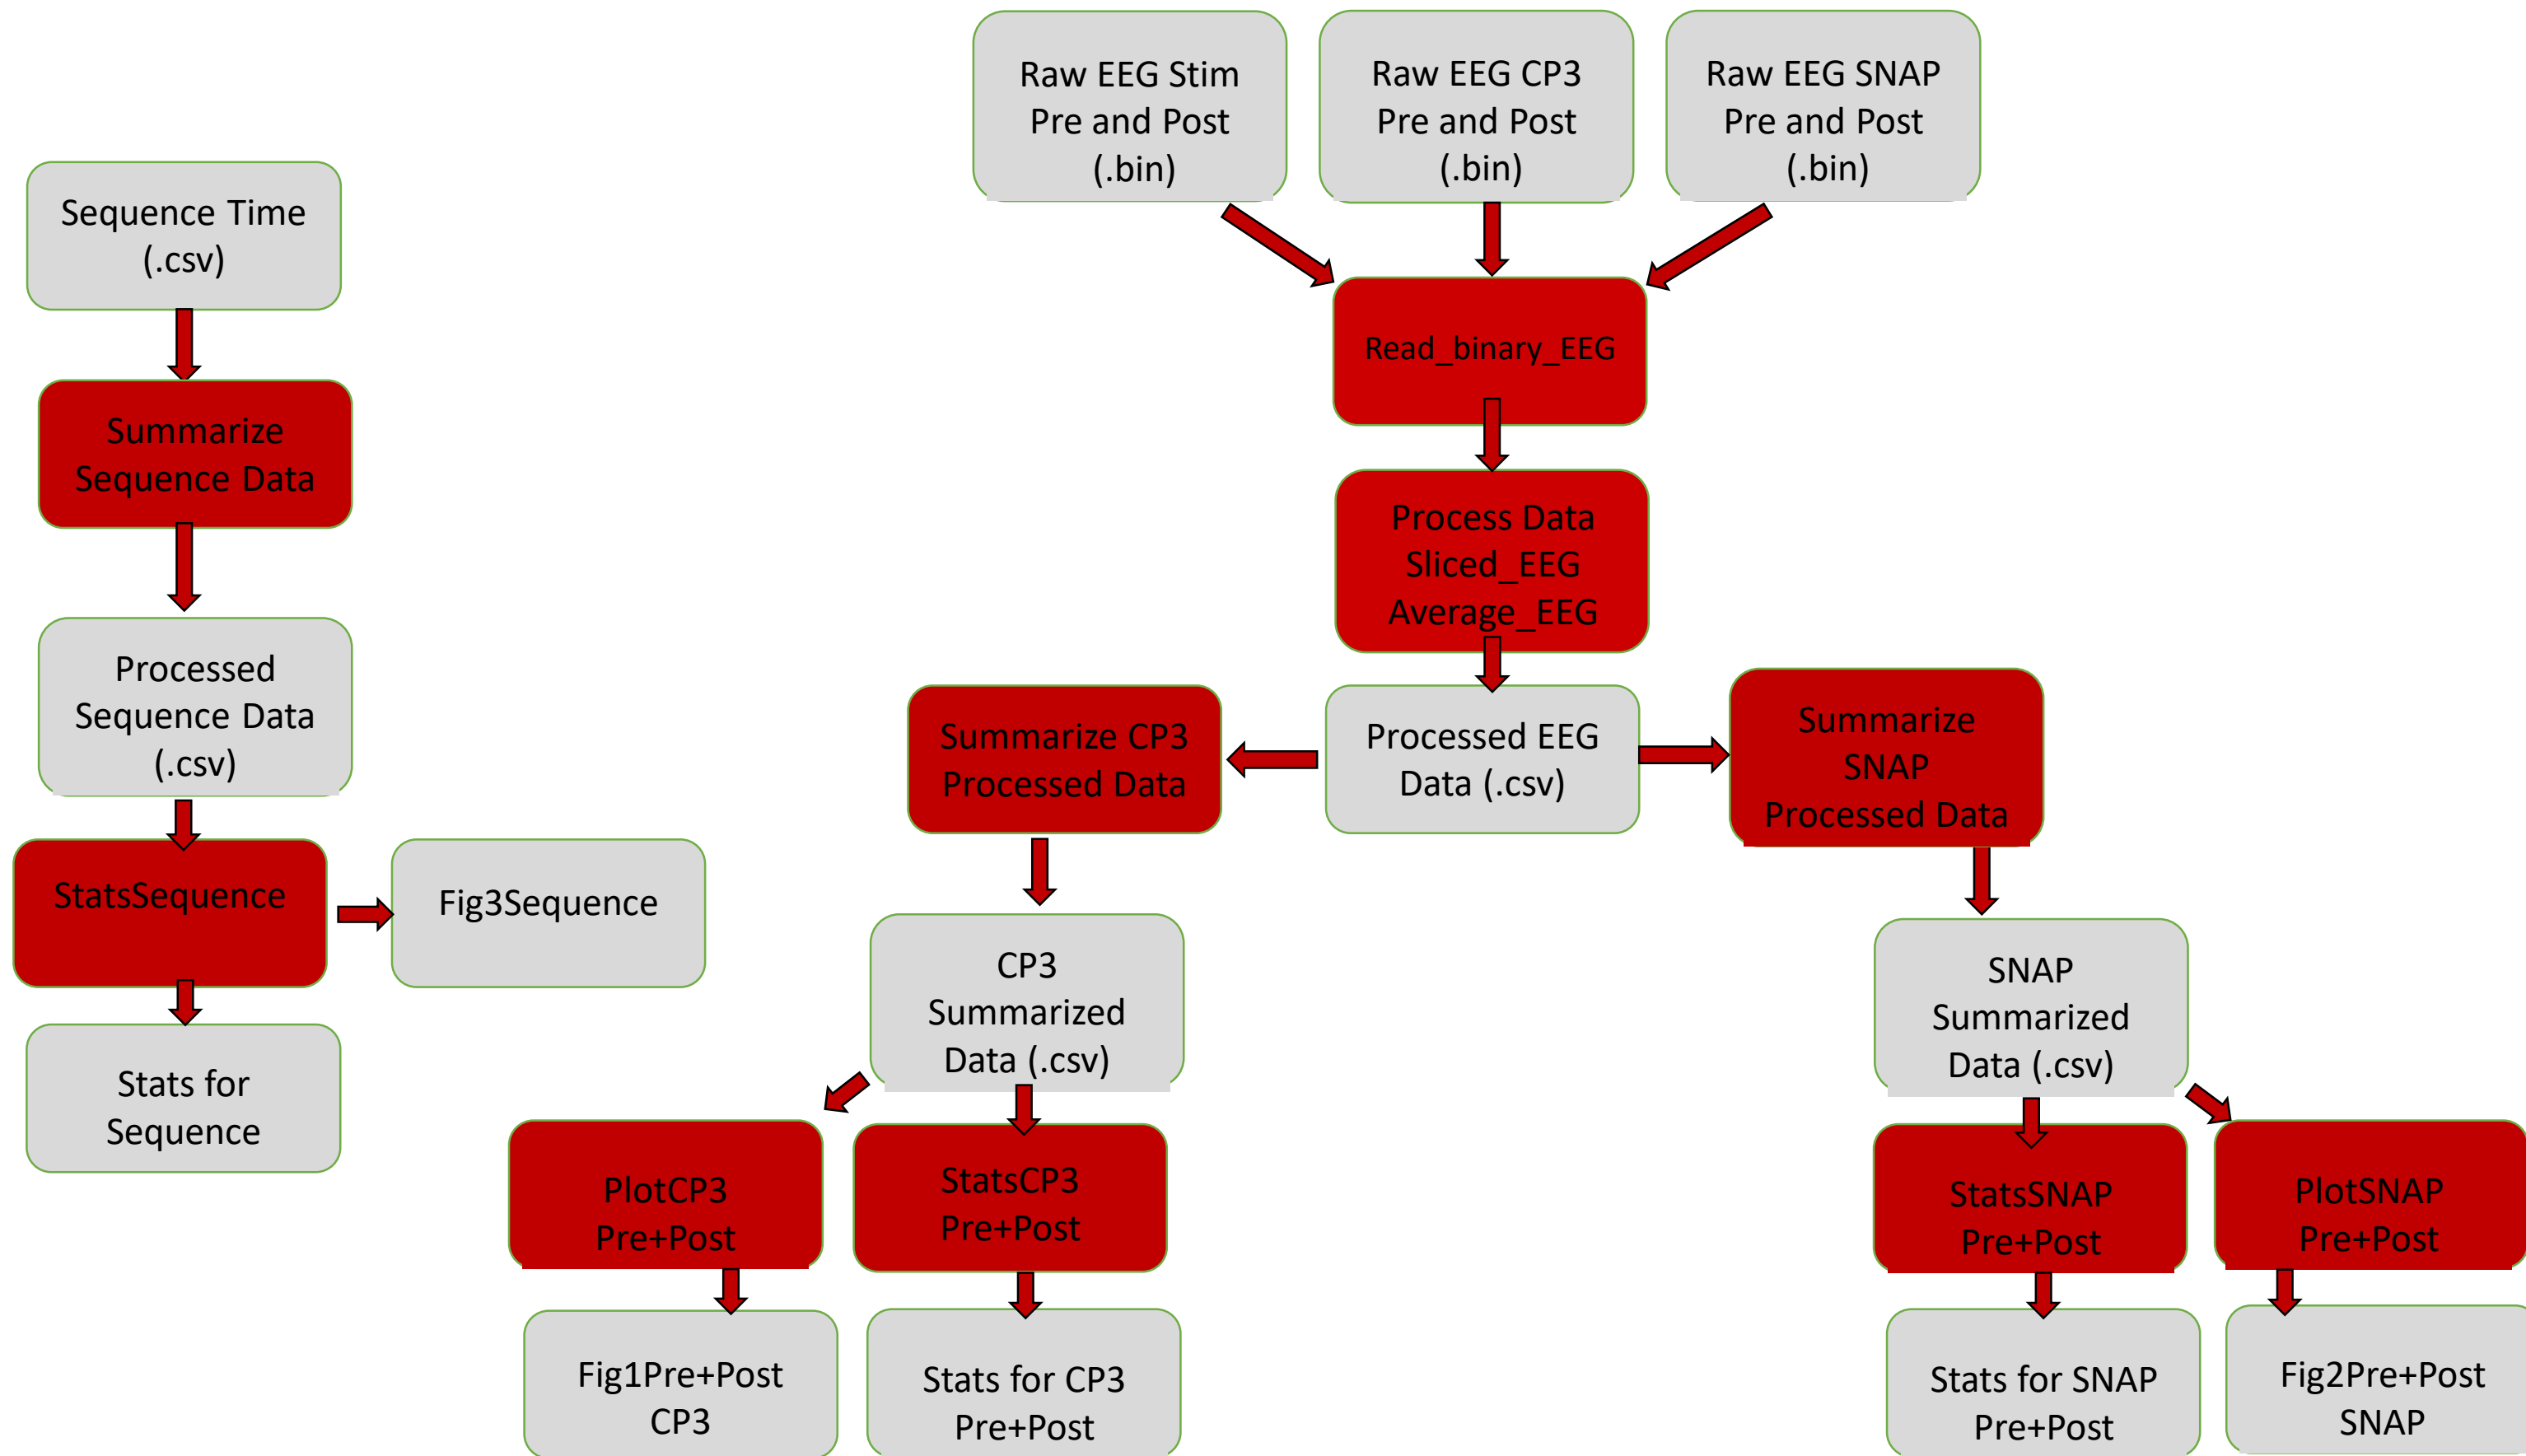 Raw EEG Stim
Pre and Post
(.bin)
Raw EEG CP3
Pre and Post
(.bin)
Raw EEG SNAP
Pre and Post
(.bin)
Sequence Time
(.csv)
Read_binary_EEG
Summarize
Sequence Data
Process Data
Sliced_EEG
Average_EEG
Processed
Sequence Data
(.csv)
Summarize CP3
Processed Data
Processed EEG
Data (.csv)
Summarize
SNAP
Processed Data
StatsSequence
Fig3Sequence
CP3
Summarized
Data (.csv)
SNAP
Summarized
Data (.csv)
Stats for
Sequence
PlotCP3
Pre+Post
StatsCP3
Pre+Post
StatsSNAP
Pre+Post
PlotSNAP
Pre+Post
Fig1Pre+Post
CP3
Stats for CP3
Pre+Post
Stats for SNAP
Pre+Post
Fig2Pre+Post
SNAP